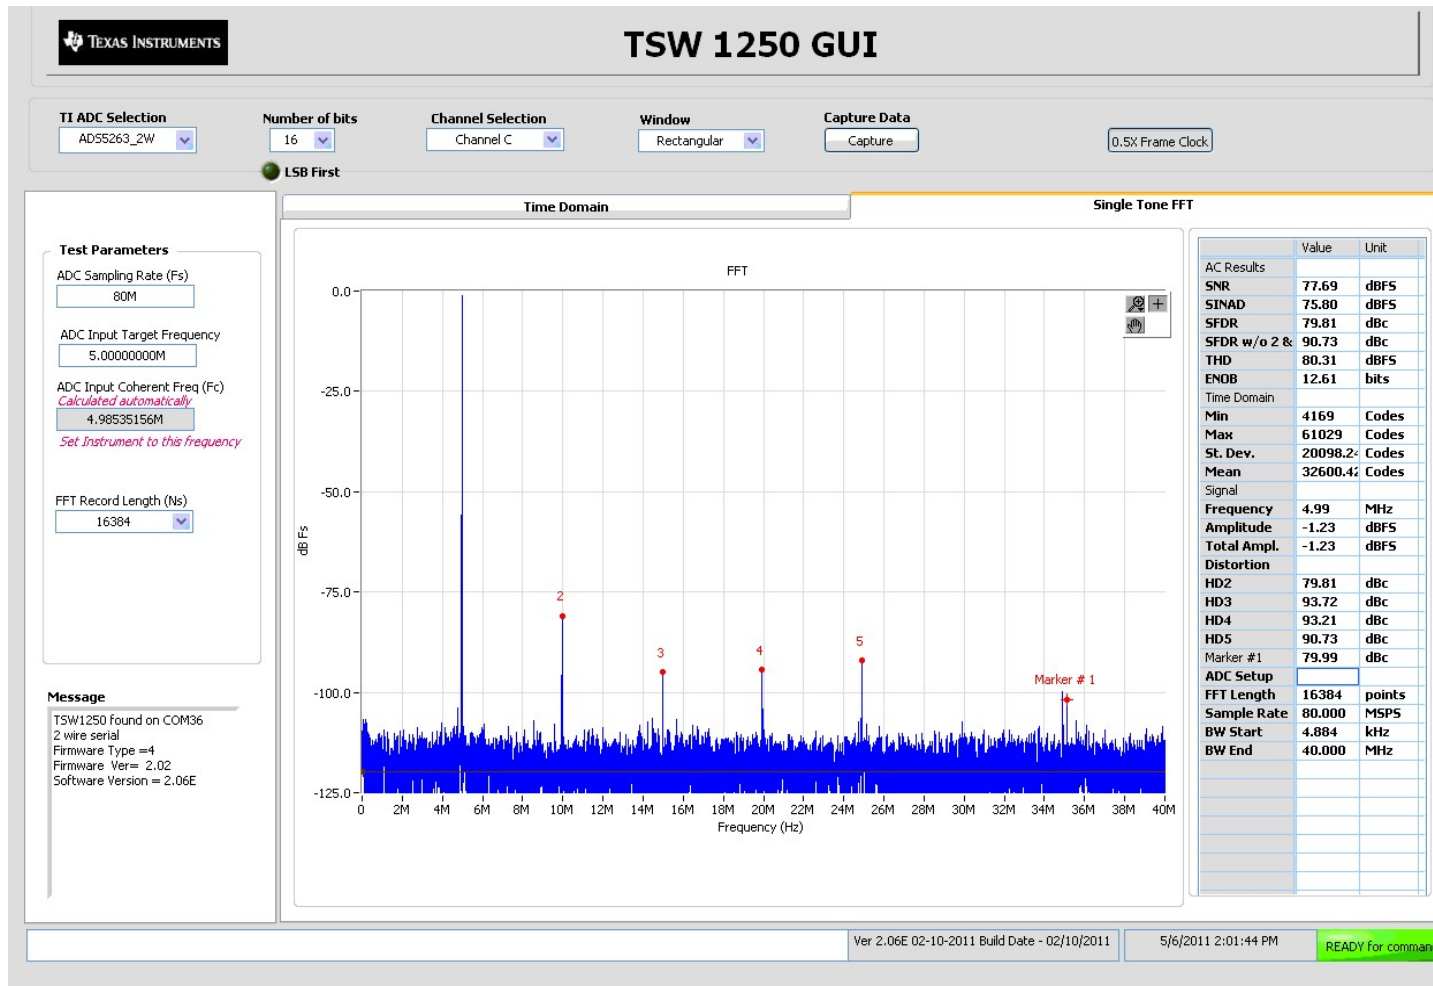 TEXAS INSTRUMENTS
TSW 1250 GUI
TI ADC Selection
ADS5263_2W
Number of bits
16
LSB First
Channel Selection
Channel C
Window
Rectangular
Capture Data
Capture
0.5X Frame Clock
Time Domain
Single Tone FFT
Test Parameters
ADC Sampling Rate (Fs)
80M
ADC Input Target Frequency
5.00000000M
ADC Input Coherent Freq (Fc)
Calculated automatically
4.98535156M
Set Instrument to this frequency
FFT Record Length (Ns)
16384
Message
TSW1250 found on COM36
2 wire serial
Firmware Type =4
Firmware Ver= 2.02
Software Version = 2.06E
FFT
0.0
-25.0
-50.0
-75.0
-100.0
-125.0
dB Fs
2
3
4
5
Marker # 1
0 2M 4M 6M 8M 10M 12M 14M 16M 18M 20M 22M 24M 26M 28M 30M 32M 34M 36M 38M 40M
Frequency (Hz)
Value Unit
AC Results
SNR 77.69 dBFS
SINAD 75.80 dBFS
SFDR 79.81 dBc
SFDR w/o 2 & 90.73 dBc
THD 80.31 dBFS
ENOB 12.61 bits
Time Domain
Min 4169 Codes
Max 61029 Codes
St. Dev. 20098.24 Codes
Mean 32600.42 Codes
Signal
Frequency 4.99 MHz
Amplitude -1.23 dBFS
Total Ampl. -1.23 dBFS
Distortion
HD2 79.81 dBc
HD3 93.72 dBc
HD4 93.21 dBc
HD5 90.73 dBc
Marker #1 79.99 dBc
ADC Setup
FFT Length 16384 points
Sample Rate 80.000 MSPS
BW Start 4.884 kHz
BW End 40.000 MHz
Ver 2.06E 02-10-2011 Build Date - 02/10/2011
5/6/2011 2:01:44 PM
READY for comman